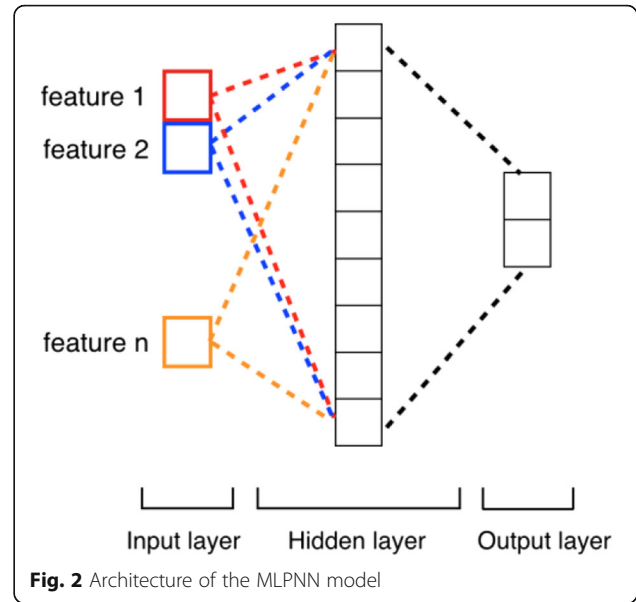 feature 1
feature 2
feature n
Input layer Hidden layer Output layer
Fig. 2 Architecture of the MLPNN model